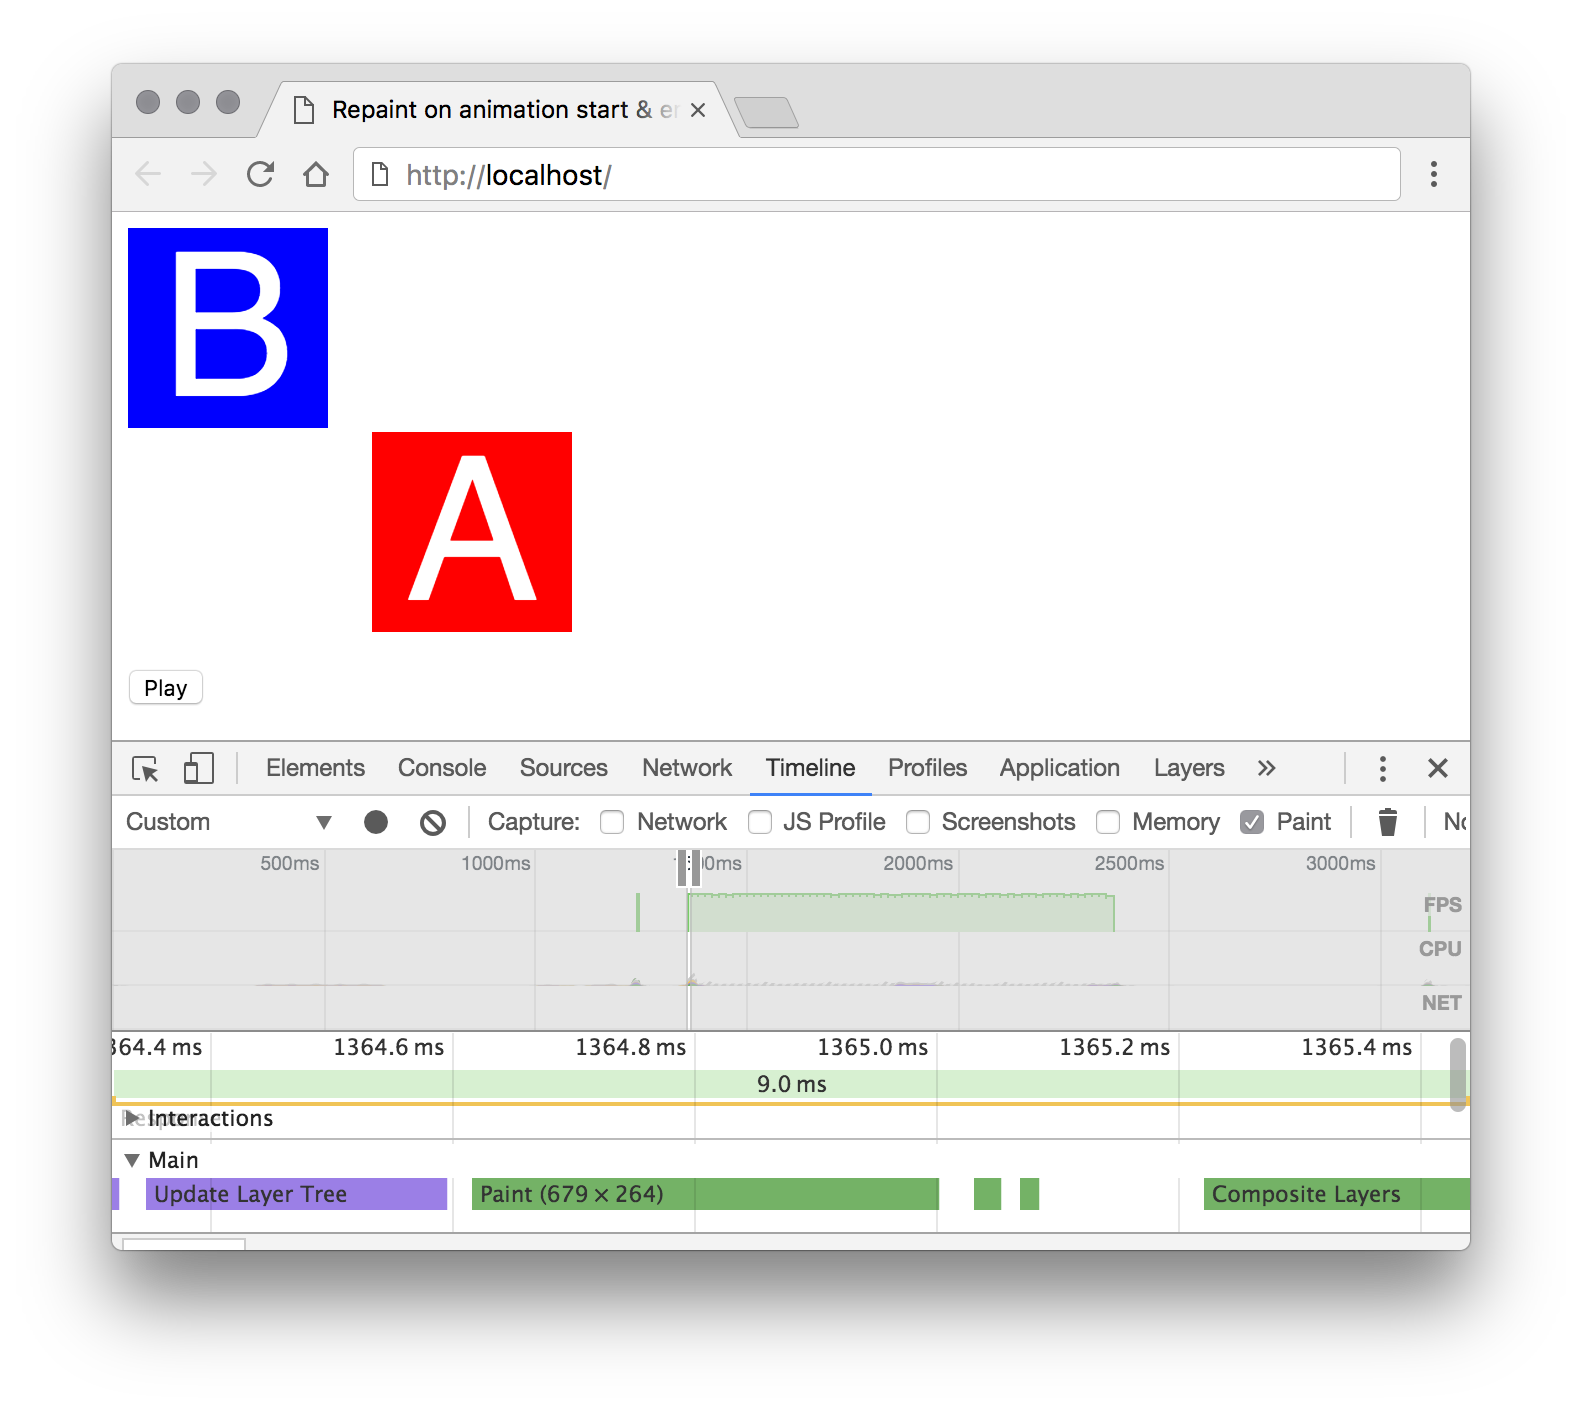 Repaint on animation start &
http://localhost/
B
A
Play
Elements Console Sources Network Timeline Profiles Application Layers »
Custom Capture: Network JS Profile Screenshots Memory Paint
500ms 1000ms 2000ms 2500ms 3000ms
FPS
CPU
NET
364.4 ms 1364.6 ms 1364.8 ms 1365.0 ms 1365.2 ms 1365.4 ms
9.0 ms
Interactions
Main
Update Layer Tree Paint (679 × 264) Composite Layers